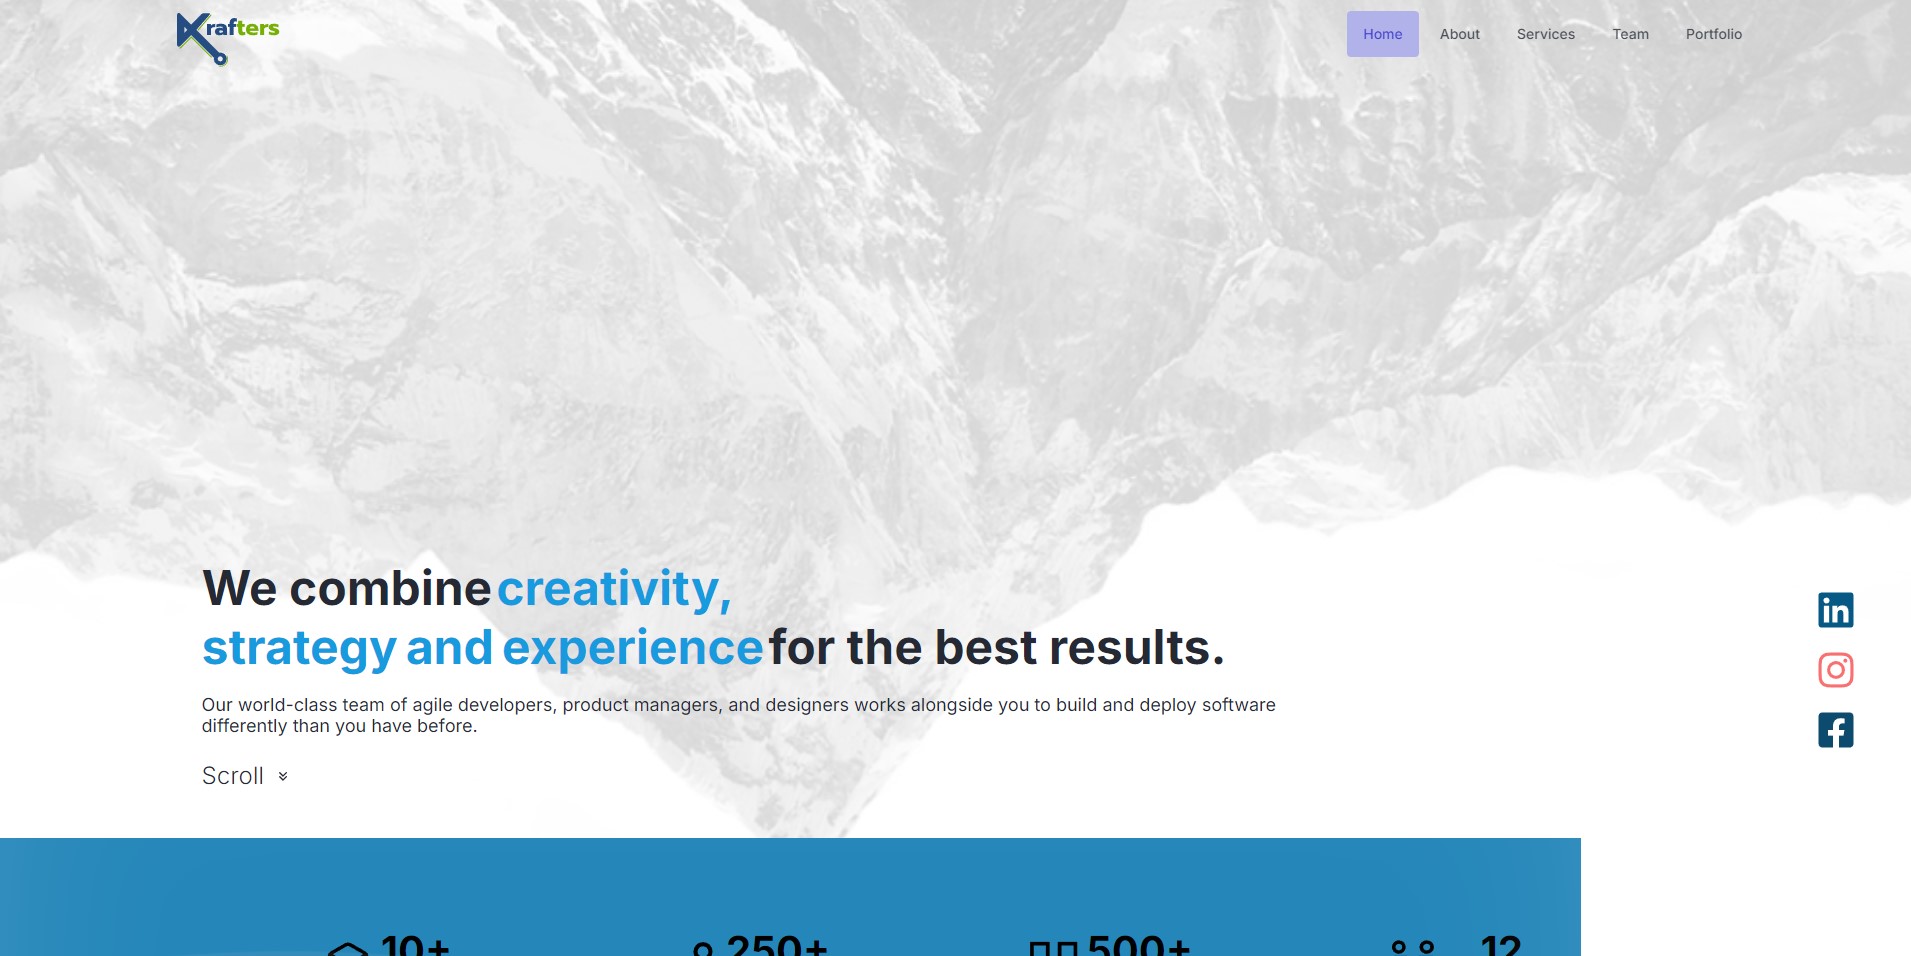 Krafters
Home About Services Team Portfolio
We combine creativity,
strategy and experience for the best results.
Our world-class team of agile developers, product managers, and designers works alongside you to build and deploy software
differently than you have before.
Scroll
in
f
10+ 250+ 500+ 12